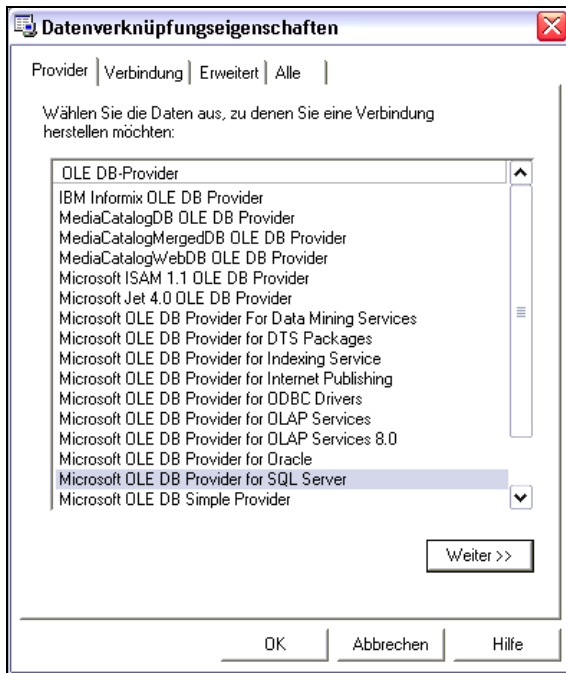 Datenverknüpfungseigenschaften
Provider Verbindung Erweitert Alle
Wählen Sie die Daten aus, zu denen Sie eine Verbindung
herstellen möchten:
OLE DB-Provider
IBM Informix OLE DB Provider
MediaCatalogDB OLE DB Provider
MediaCatalogMergedDB OLE DB Provider
MediaCatalogWebDB OLE DB Provider
Microsoft ISAM 1.1 OLE DB Provider
Microsoft Jet 4.0 OLE DB Provider
Microsoft OLE DB Provider For Data Mining Services
Microsoft OLE DB Provider for DTS Packages
Microsoft OLE DB Provider for Indexing Service
Microsoft OLE DB Provider for Internet Publishing
Microsoft OLE DB Provider for ODBC Drivers
Microsoft OLE DB Provider for OLAP Services
Microsoft OLE DB Provider for OLAP Services 8.0
Microsoft OLE DB Provider for Oracle
Microsoft OLE DB Provider for SQL Server
Microsoft OLE DB Simple Provider
Weiter >>
OK Abbrechen Hilfe